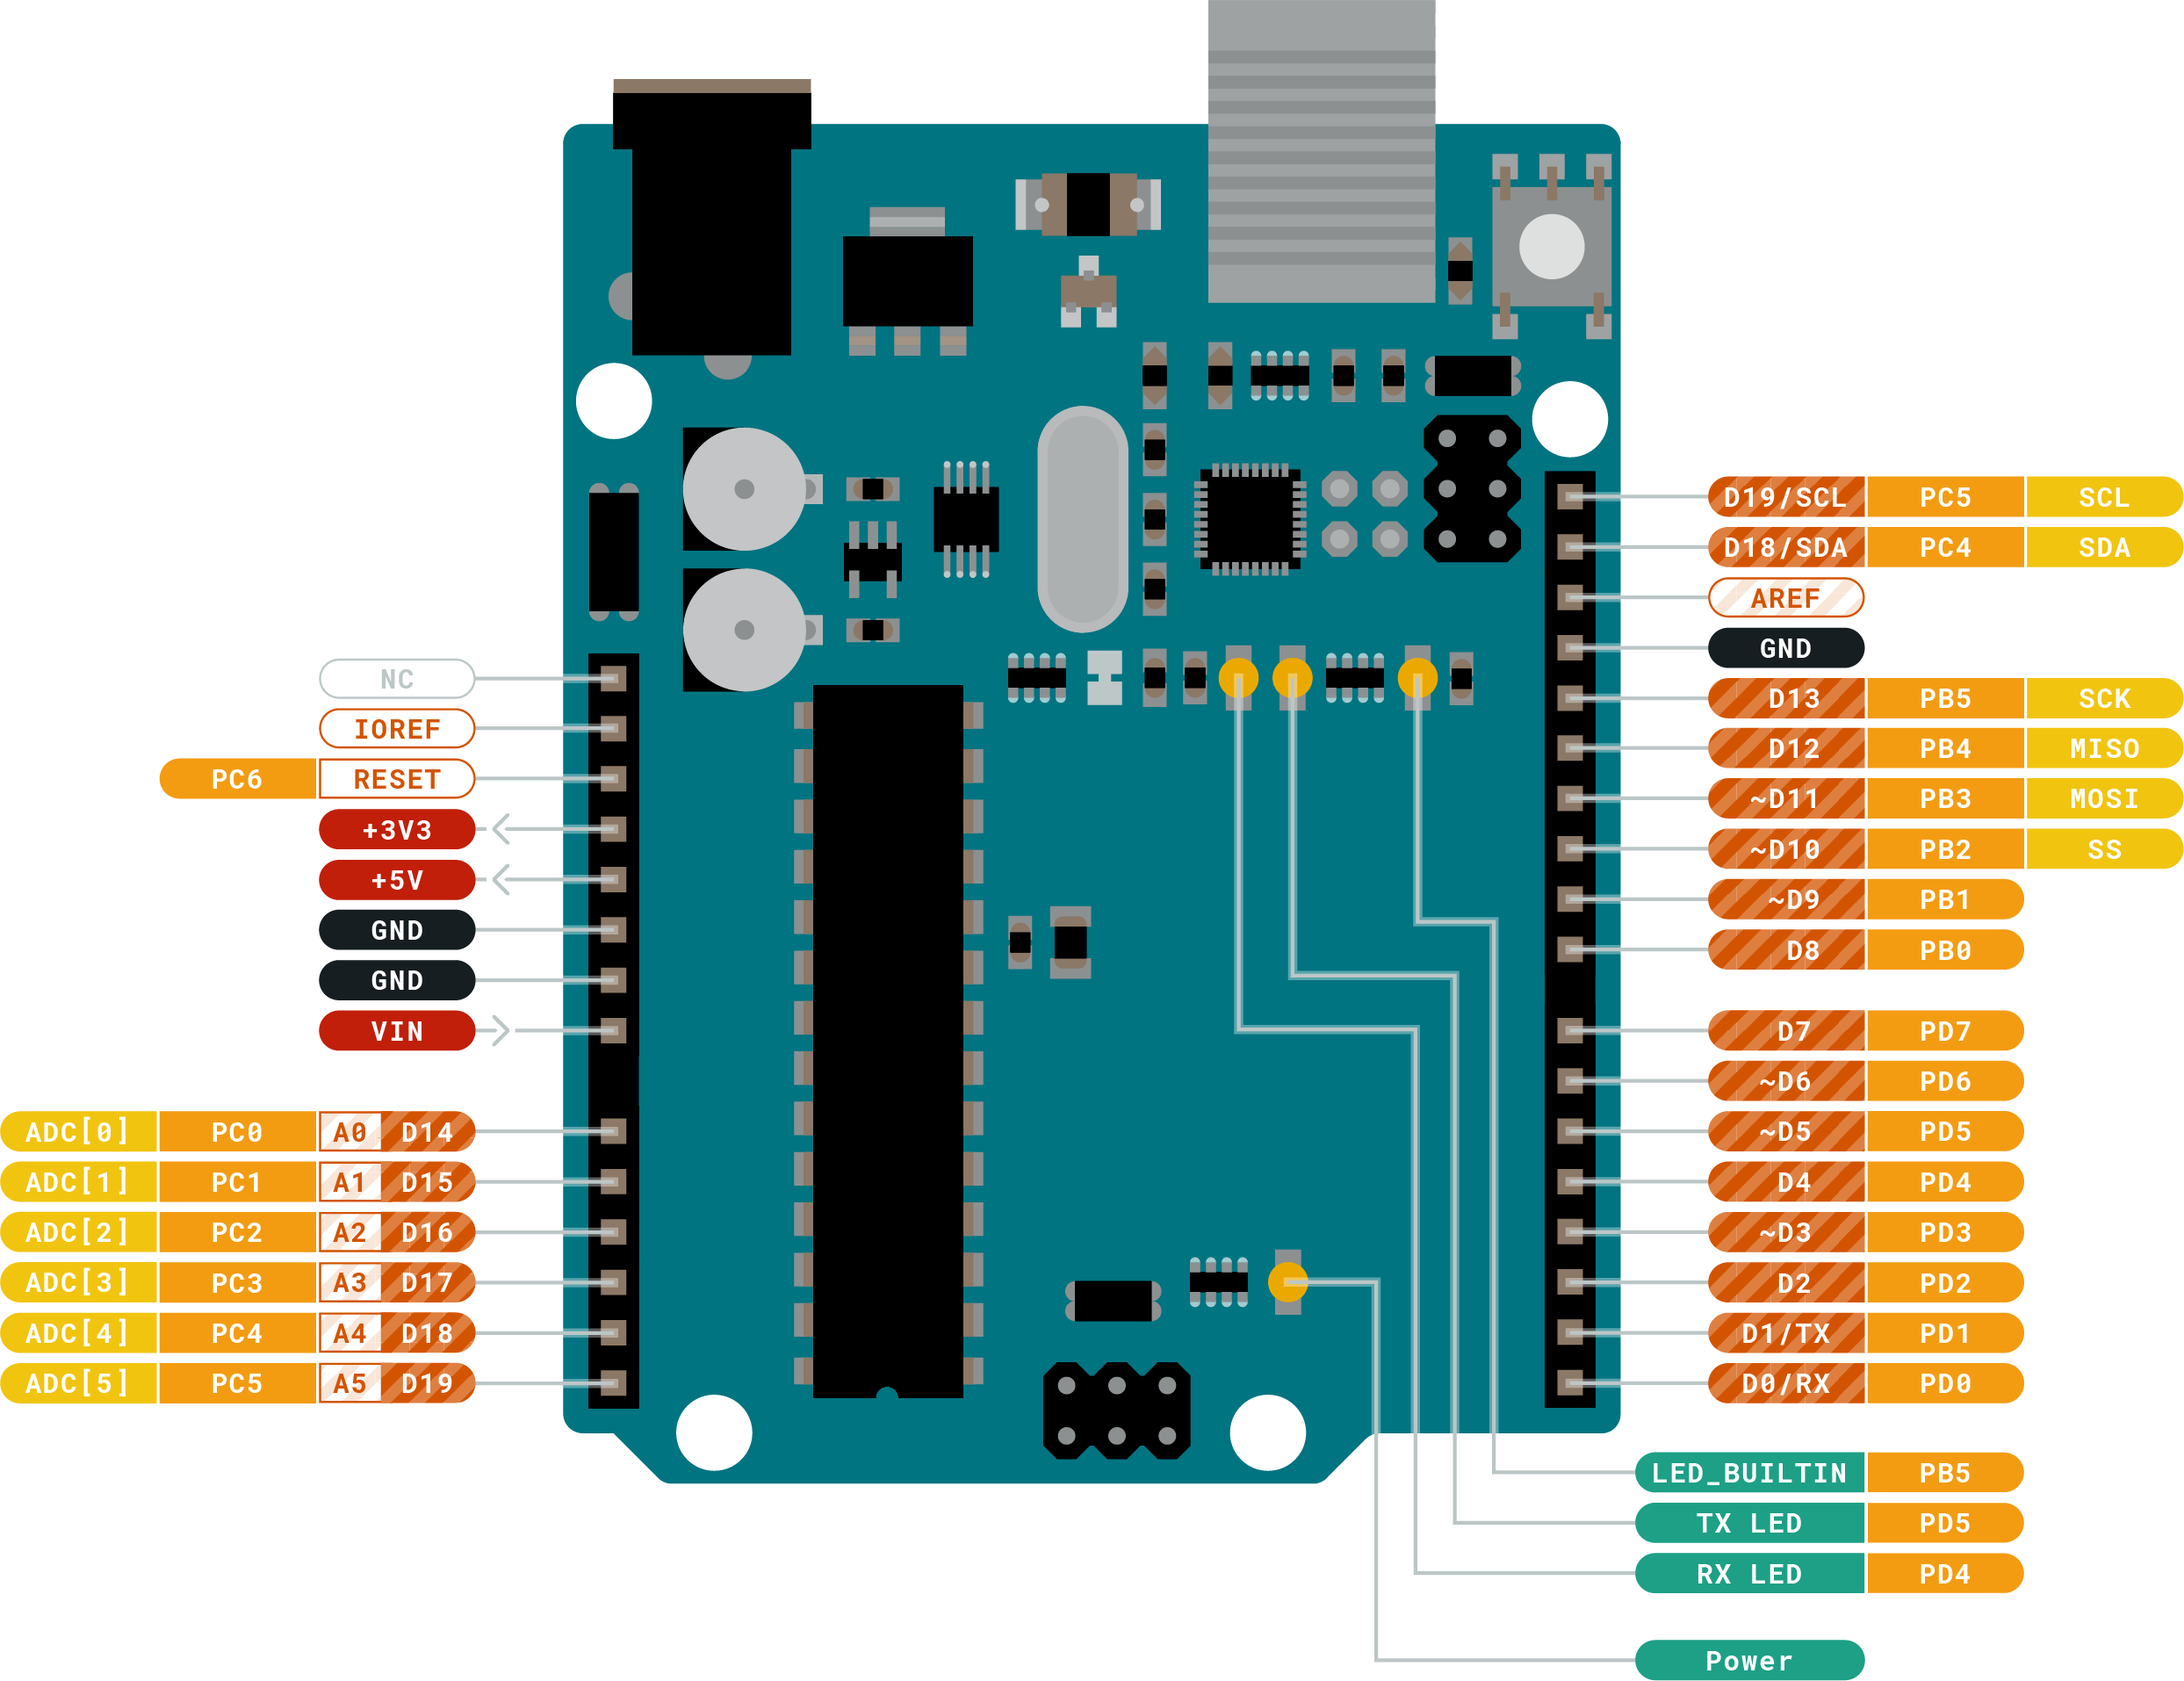 D19/SCL PC5 SCL
D18/SDA PC4 SDA
AREF
GND
D13 PB5 SCK
D12 PB4 MISO
~D11 PB3 MOSI
~D10 PB2 SS
~D9 PB1
D8 PB0
D7 PD7
~D6 PD6
~D5 PD5
D4 PD4
~D3 PD3
D2 PD2
D1/TX PD1
D0/RX PD0
NC
IOREF
PC6 RESET
+3V3
+5V
GND
GND
VIN
ADC[0] PC0 A0 D14
ADC[1] PC1 A1 D15
ADC[2] PC2 A2 D16
ADC[3] PC3 A3 D17
ADC[4] PC4 A4 D18
ADC[5] PC5 A5 D19
LED_BUILTIN PB5
TX LED PD5
RX LED PD4
Power